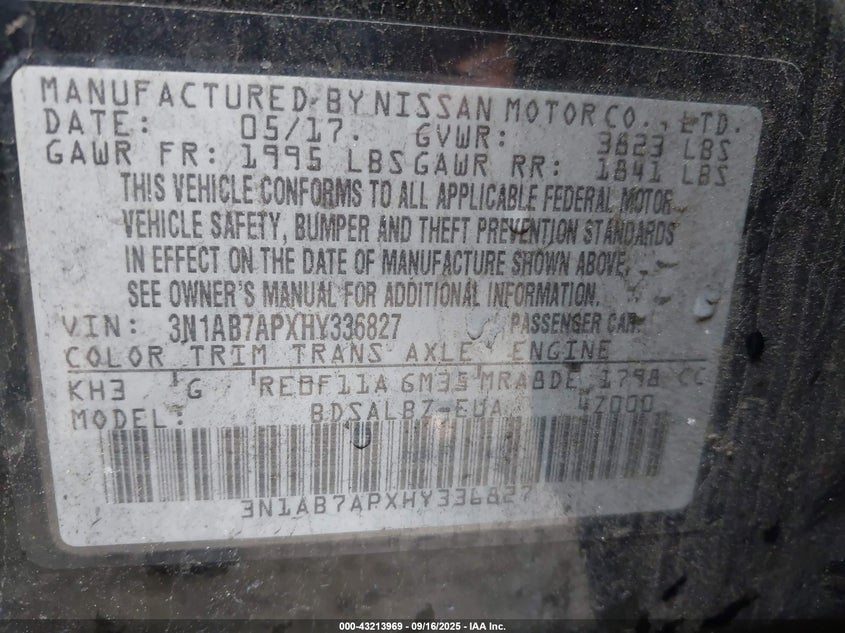 MANUFACTURED BY NISSAN MOTOR CO., LTD.
DATE: 05/17. GVWR: 3823 LBS
GAWR FR: 1995 LBS GAWR RR: 1841 LBS
THIS VEHICLE CONFORMS TO ALL APPLICABLE FEDERAL MOTOR
VEHICLE SAFETY, BUMPER AND THEFT PREVENTION STANDARDS
IN EFFECT ON THE DATE OF MANUFACTURE SHOWN ABOVE,
SEE OWNER'S MANUAL FOR ADDITIONAL INFORMATION.
VIN: 3N1AB7APXHY336827 PASSENGER CAR
COLOR TRIM TRANS AXLE ENGINE
KH3 G RE0F11A GM35 MRA8DE 1798 CC
MODEL: BDSALBZ-EUA 4Z000
3N1AB7APXHY336827
000-43213969 - 09/16/2025 - IAA Inc.